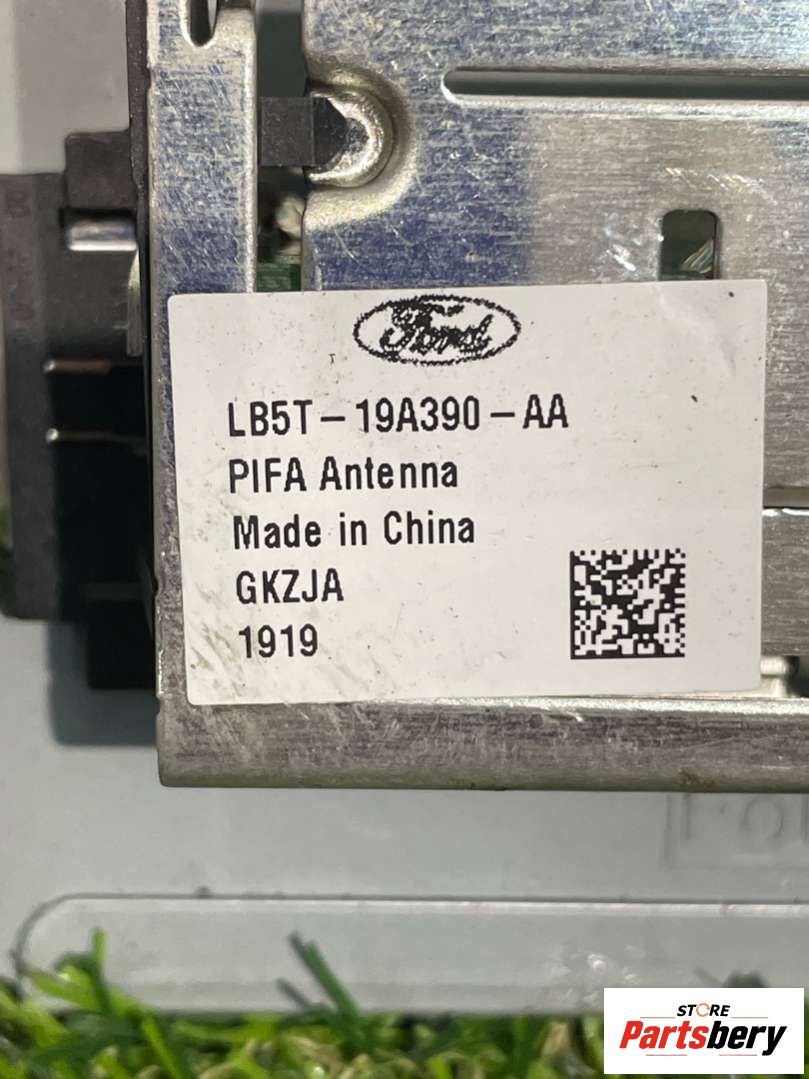 Ford
LB5T-19A390-AA
PIFA Antenna
Made in China
GKZJA
1919
STORE
Partsbery